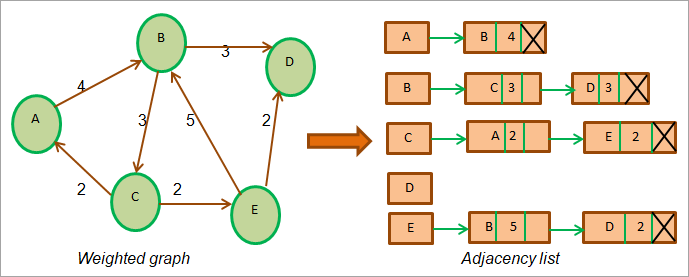 B
3
D
4
A
3
5
2
2
C
2
E
Weighted graph
A B 4
B C 3 D 3
C A 2 E 2
D
E B 5 D 2
Adjacency list